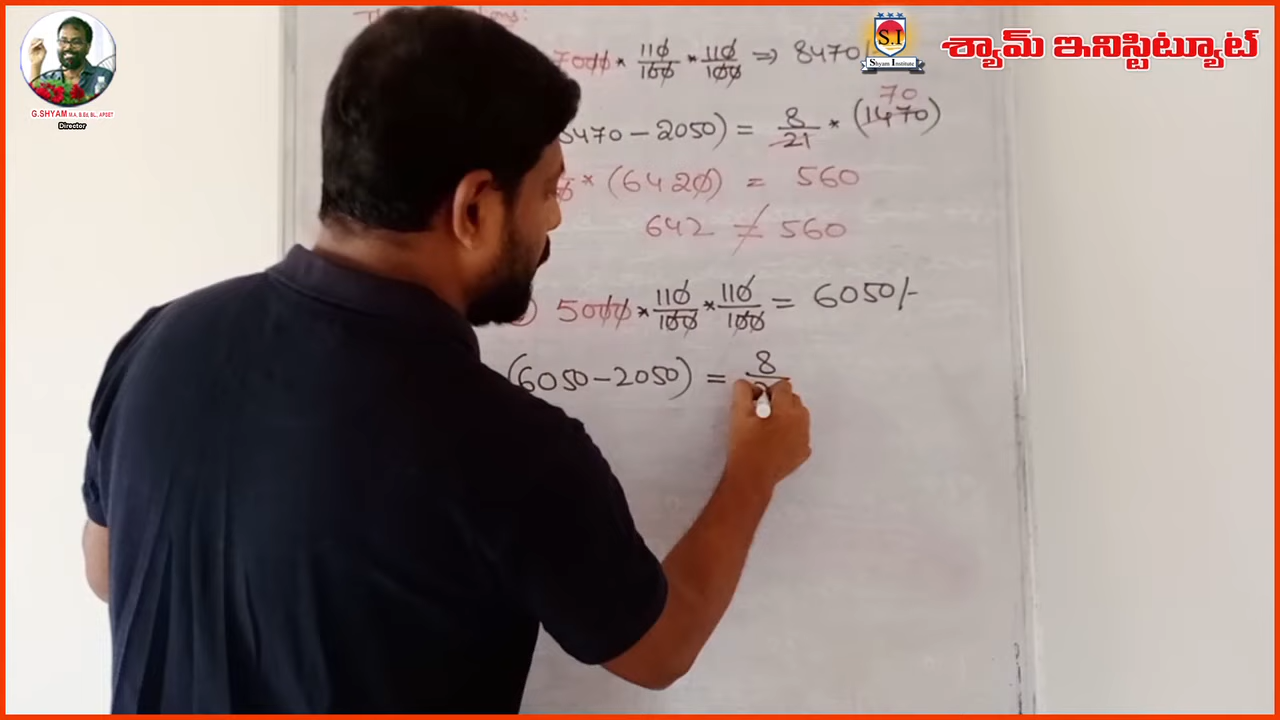 S.I
Shyam Institute
శ్యామ్ ఇనిస్టిట్యూట్
G.SHYAM M.A. B.Ed. BL., APSET
Director
7000 * 110/100 * 110/100 => 8470/-
8470 - 2050) = 8/21 * (1470) 70
* (6420) = 560
642 ≠ 560
5000 * 110/100 * 110/100 = 6050/-
(6050 - 2050) = 8/2